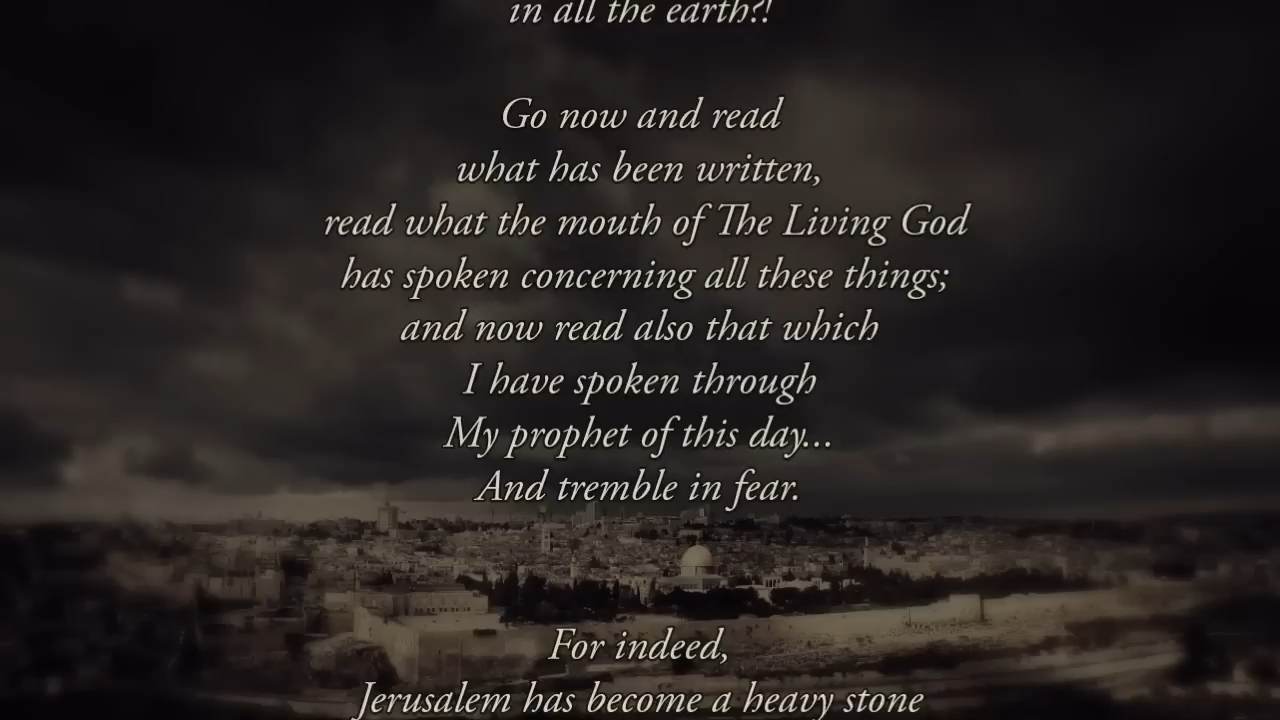 in all the earth?!
Go now and read
what has been written,
read what the mouth of The Living God
has spoken concerning all these things;
and now read also that which
I have spoken through
My prophet of this day...
And tremble in fear.
For indeed,
Jerusalem has become a heavy stone